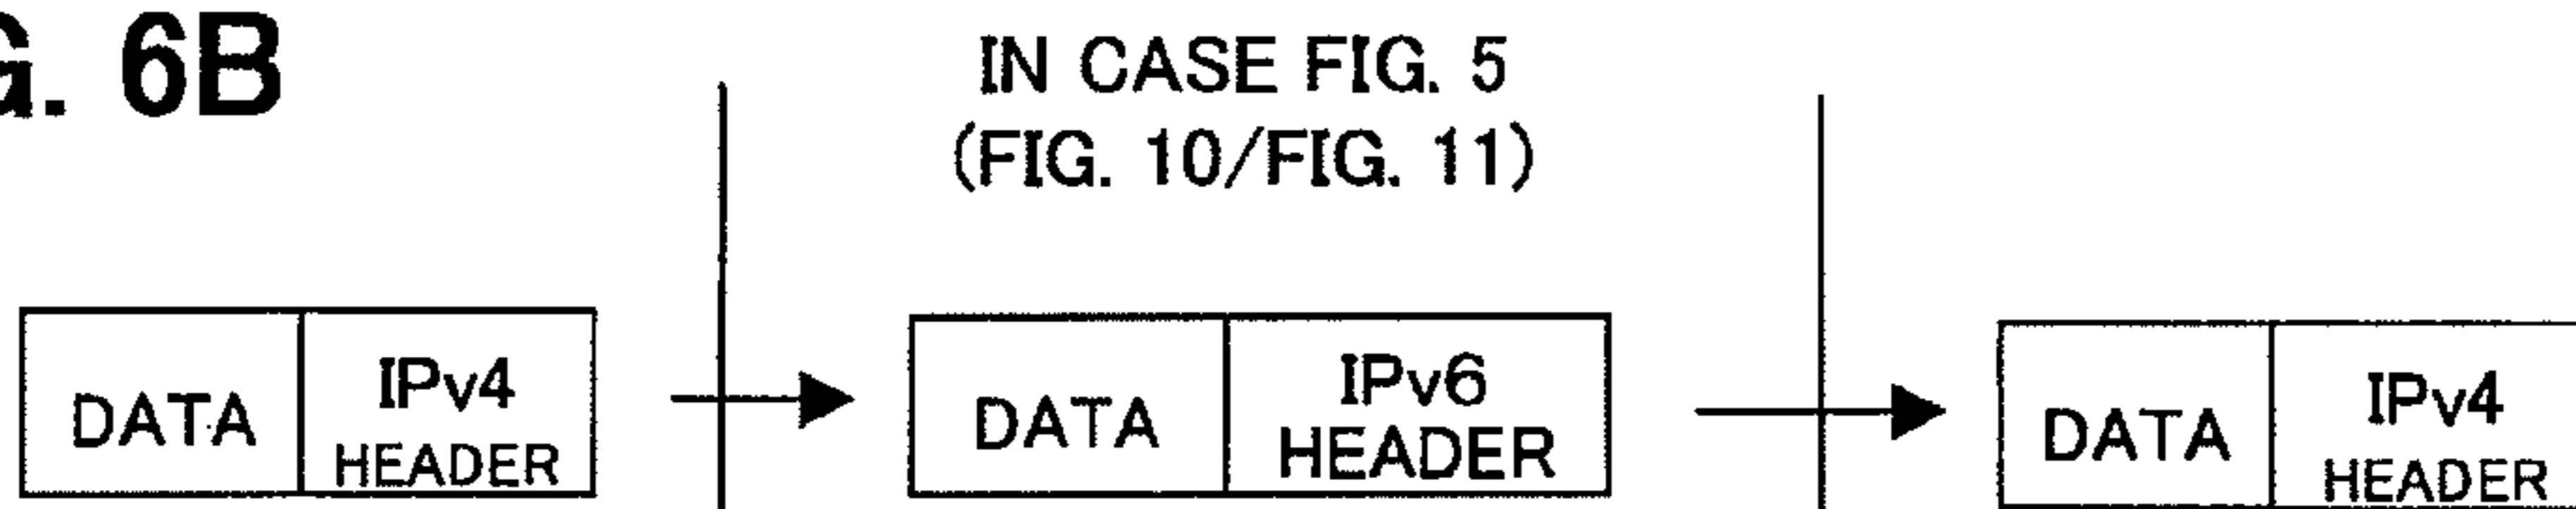 G. 6B
IN CASE FIG. 5
(FIG. 10/FIG. 11)
DATA
IPv4
HEADER
DATA
IPv6
HEADER
DATA
IPv4
HEADER